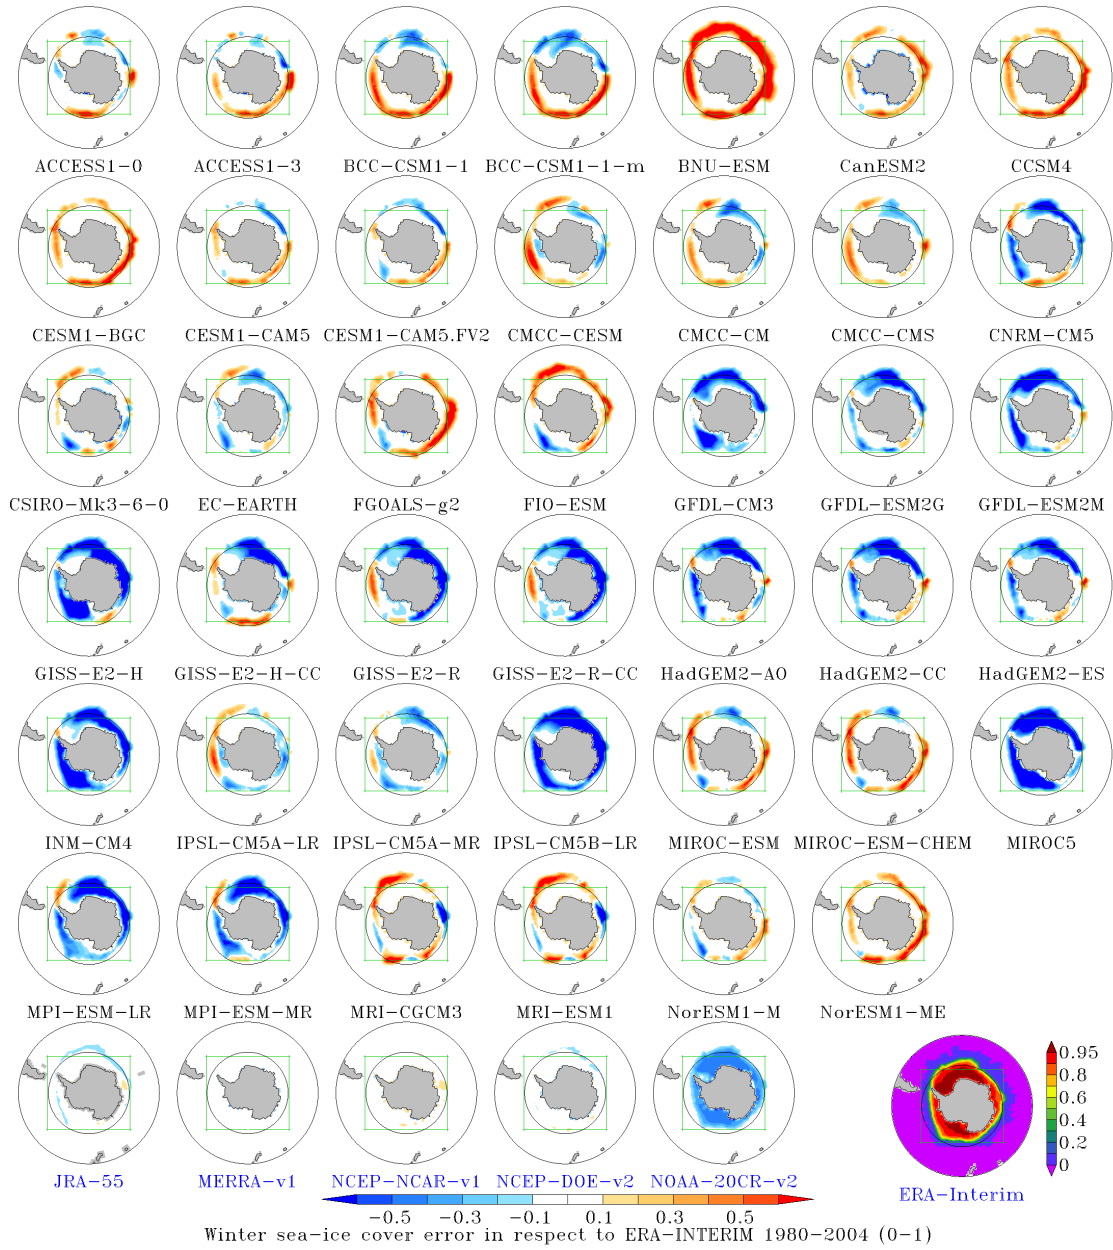 ACCESS1-0 ACCESS1-3 BCC-CSM1-1 BCC-CSM1-1-m BNU-ESM CanESM2 CCSM4
CESM1-BGC CESM1-CAM5 CESM1-CAM5.FV2 CMCC-CESM CMCC-CM CMCC-CMS CNRM-CM5
CSIRO-Mk3-6-0 EC-EARTH FGOALS-g2 FIO-ESM GFDL-CM3 GFDL-ESM2G GFDL-ESM2M
GISS-E2-H GISS-E2-H-CC GISS-E2-R GISS-E2-R-CC HadGEM2-AO HadGEM2-CC HadGEM2-ES
INM-CM4 IPSL-CM5A-LR IPSL-CM5A-MR IPSL-CM5B-LR MIROC-ESM MIROC-ESM-CHEM MIROC5
MPI-ESM-LR MPI-ESM-MR MRI-CGCM3 MRI-ESM1 NorESM1-M NorESM1-ME
0.95
0.8
0.6
0.4
0.2
0
JRA-55 MERRA-v1 NCEP-NCAR-v1 NCEP-DOE-v2 NOAA-20CR-v2 ERA-Interim
-0.5 -0.3 -0.1 0.1 0.3 0.5
Winter sea-ice cover error in respect to ERA-INTERIM 1980-2004 (0-1)